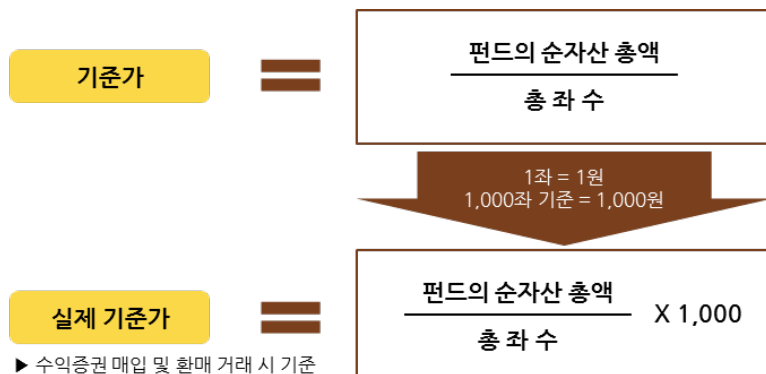 기준가
펀드의 순자산 총액
총 좌 수
1좌 = 1원
1,000좌 기준 = 1,000원
실제 기준가
펀드의 순자산 총액
총 좌 수
X 1,000
▶ 수익증권 매입 및 환매 거래 시 기준